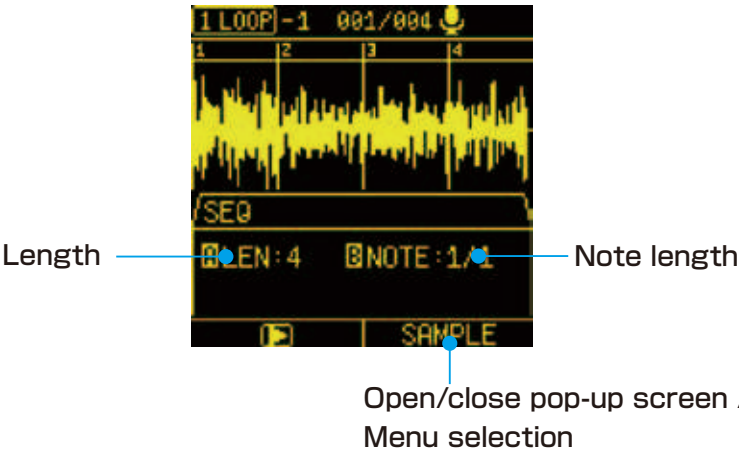 1 LOOP -1 001/004
1 2 3 4
SEQ
Length
A LEN:4 B NOTE:1/1
Note length
SAMPLE
Open/close pop-up screen /
Menu selection